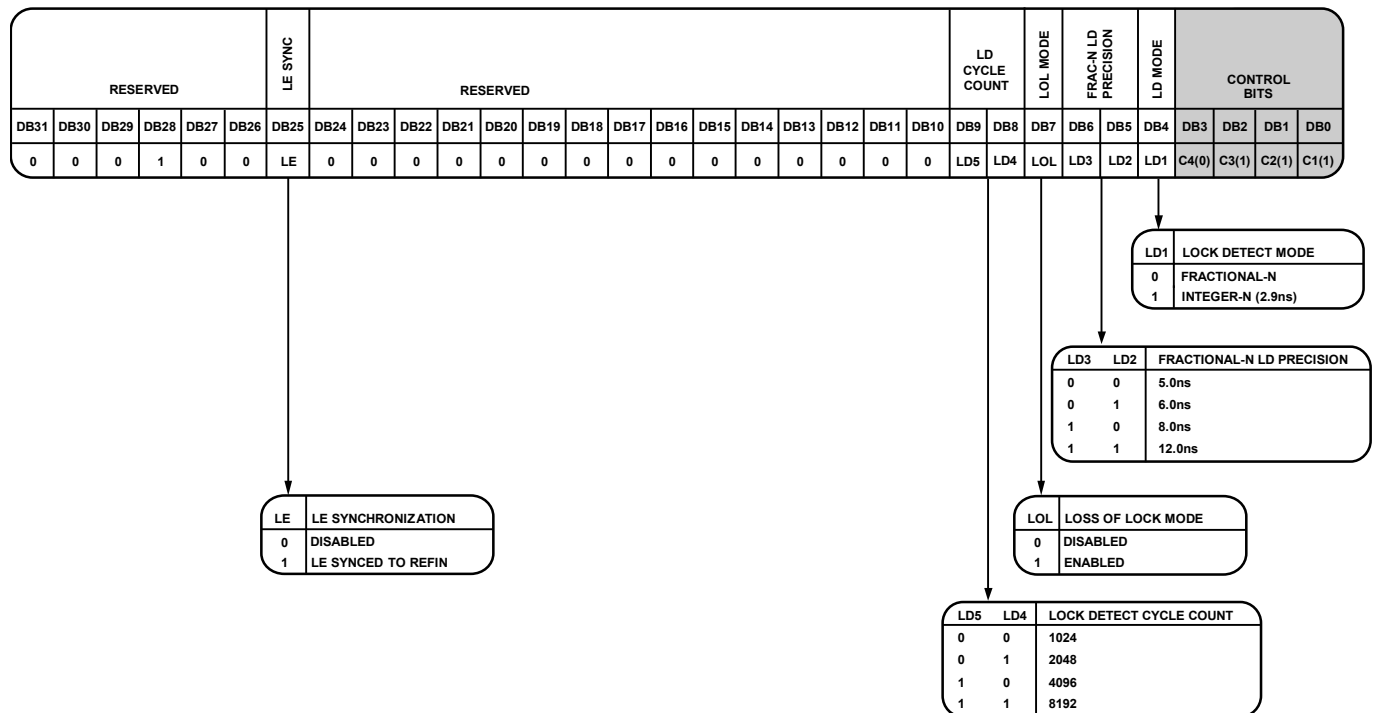 RESERVED
LE SYNC
RESERVED
LD
CYCLE
COUNT
LOL MODE
FRAC-N LD
PRECISION
LD MODE
CONTROL
BITS
DB31 DB30 DB29 DB28 DB27 DB26 DB25 DB24 DB23 DB22 DB21 DB20 DB19 DB18 DB17 DB16 DB15 DB14 DB13 DB12 DB11 DB10 DB9 DB8 DB7 DB6 DB5 DB4 DB3 DB2 DB1 DB0
0 0 0 1 0 0 LE 0 0 0 0 0 0 0 0 0 0 0 0 0 0 0 LD5 LD4 LOL LD3 LD2 LD1 C4(0) C3(1) C2(1) C1(1)
LD1 LOCK DETECT MODE
0 FRACTIONAL-N
1 INTEGER-N (2.9ns)
LD3 LD2 FRACTIONAL-N LD PRECISION
0 0 5.0ns
0 1 6.0ns
1 0 8.0ns
1 1 12.0ns
LE LE SYNCHRONIZATION
0 DISABLED
1 LE SYNCED TO REFIN
LOL LOSS OF LOCK MODE
0 DISABLED
1 ENABLED
LD5 LD4 LOCK DETECT CYCLE COUNT
0 0 1024
0 1 2048
1 0 4096
1 1 8192